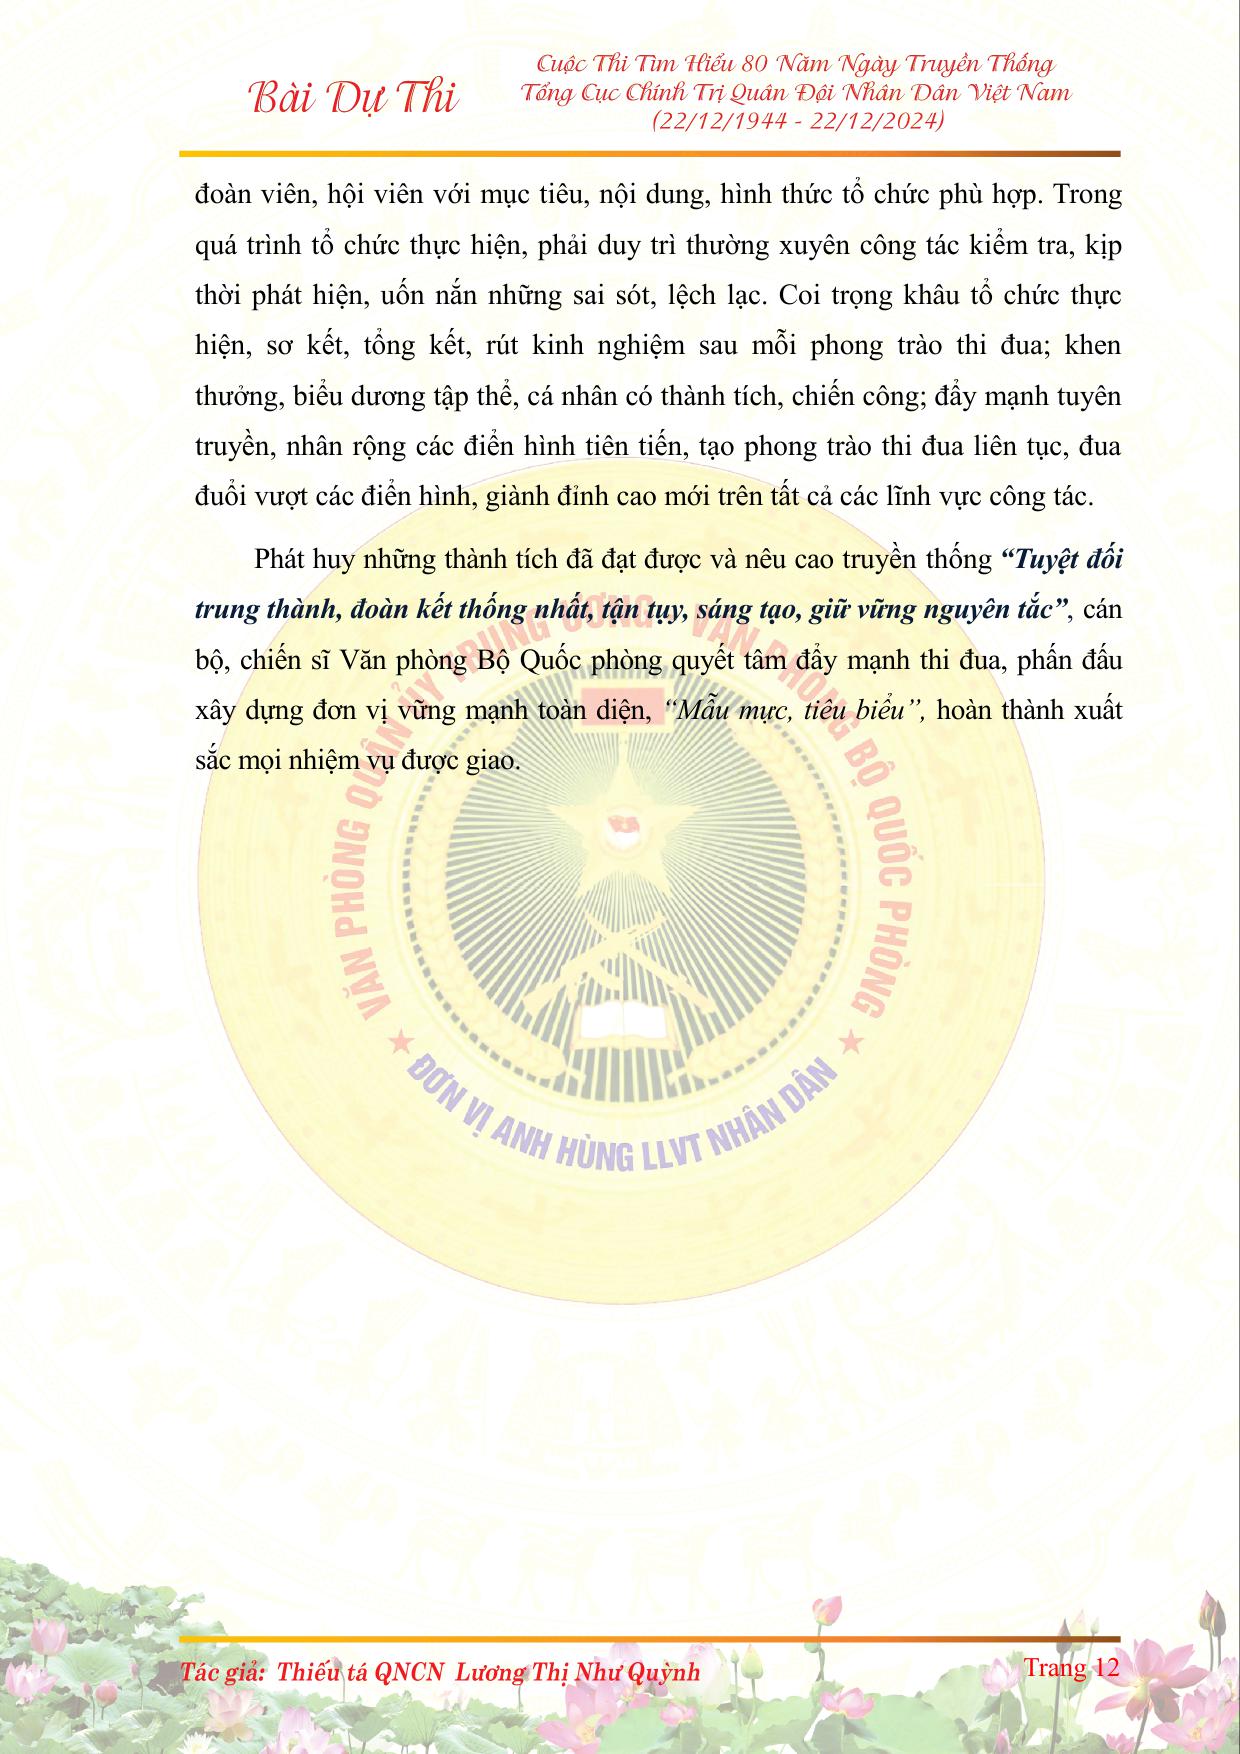 Bài Dự Thi
Cuộc Thi Tìm Hiểu 80 Năm Ngày Truyền Thống
Tổng Cục Chính Trị Quân Đội Nhân Dân Việt Nam
(22/12/1944 - 22/12/2024)
đoàn viên, hội viên với mục tiêu, nội dung, hình thức tổ chức phù hợp. Trong
quá trình tổ chức thực hiện, phải duy trì thường xuyên công tác kiểm tra, kịp
thời phát hiện, uốn nắn những sai sót, lệch lạc. Coi trọng khâu tổ chức thực
hiện, sơ kết, tổng kết, rút kinh nghiệm sau mỗi phong trào thi đua; khen
thưởng, biểu dương tập thể, cá nhân có thành tích, chiến công; đẩy mạnh tuyên
truyền, nhân rộng các điển hình tiên tiến, tạo phong trào thi đua liên tục, đua
đuổi vượt các điển hình, giành đỉnh cao mới trên tất cả các lĩnh vực công tác.
Phát huy những thành tích đã đạt được và nêu cao truyền thống “Tuyệt đối
trung thành, đoàn kết thống nhất, tận tụy, sáng tạo, giữ vững nguyên tắc”, cán
bộ, chiến sĩ Văn phòng Bộ Quốc phòng quyết tâm đẩy mạnh thi đua, phấn đấu
xây dựng đơn vị vững mạnh toàn diện, “Mẫu mực, tiêu biểu”, hoàn thành xuất
sắc mọi nhiệm vụ được giao.
VĂN PHÒNG QUÂN ỦY TRUNG ƯƠNG - VĂN PHÒNG BỘ QUỐC PHÒNG
ĐƠN VỊ ANH HÙNG LLVT NHÂN DÂN
Tác giả: Thiếu tá QNCN Lương Thị Như Quỳnh
Trang 12